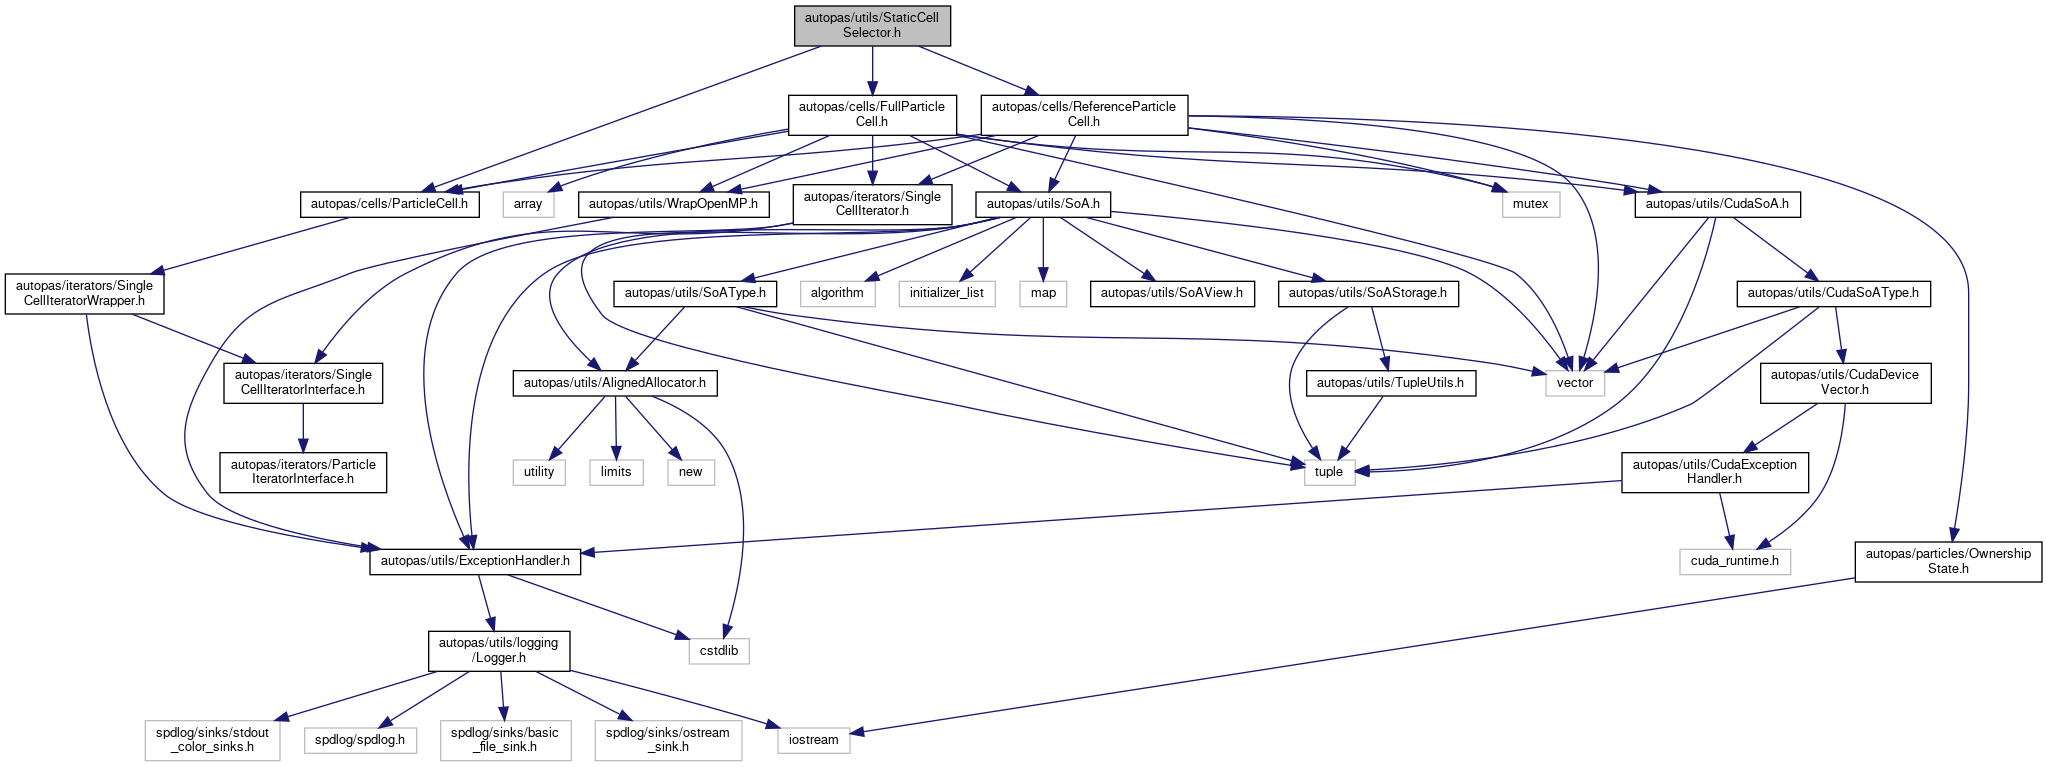 autopas/utils/StaticCell
Selector.h
autopas/cells/FullParticle
Cell.h
autopas/cells/ReferenceParticle
Cell.h
autopas/cells/ParticleCell.h
array
autopas/utils/WrapOpenMP.h
autopas/iterators/Single
CellIterator.h
autopas/utils/SoA.h
mutex
autopas/utils/CudaSoA.h
autopas/iterators/Single
CellIteratorWrapper.h
autopas/utils/SoAType.h
algorithm
initializer_list
map
autopas/utils/SoAView.h
autopas/utils/SoAStorage.h
autopas/utils/CudaSoAType.h
autopas/iterators/Single
CellIteratorInterface.h
autopas/utils/AlignedAllocator.h
autopas/utils/TupleUtils.h
vector
autopas/utils/CudaDevice
Vector.h
autopas/iterators/Particle
IteratorInterface.h
utility
limits
new
tuple
autopas/utils/CudaException
Handler.h
autopas/utils/ExceptionHandler.h
cuda_runtime.h
autopas/particles/Ownership
State.h
autopas/utils/logging
/Logger.h
cstdlib
spdlog/sinks/stdout
_color_sinks.h
spdlog/spdlog.h
spdlog/sinks/basic
_file_sink.h
spdlog/sinks/ostream
_sink.h
iostream